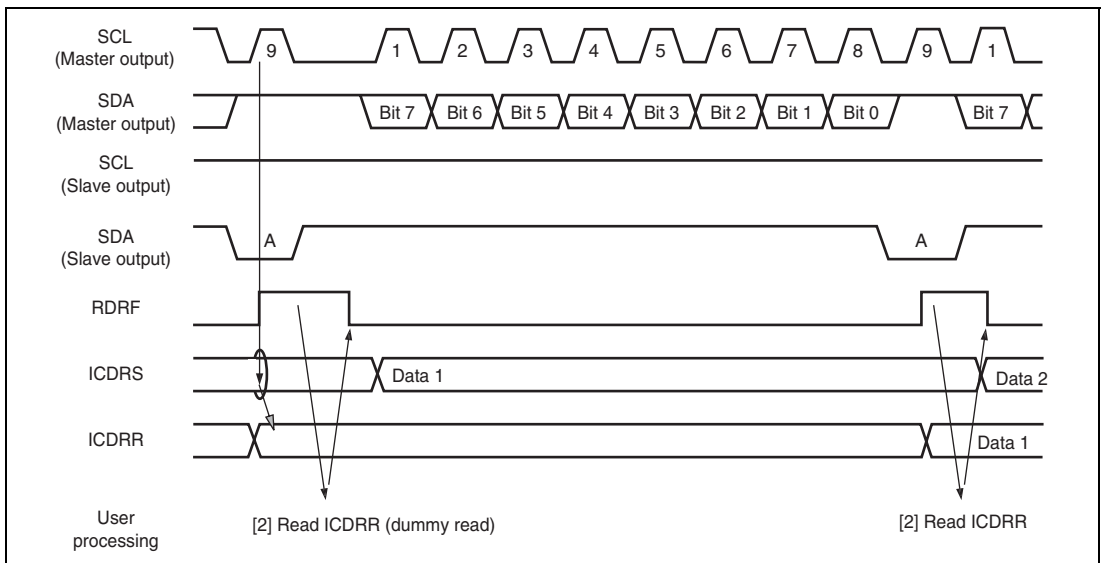 SCL
(Master output)
9 1 2 3 4 5 6 7 8 9 1
SDA
(Master output)
Bit 7 Bit 6 Bit 5 Bit 4 Bit 3 Bit 2 Bit 1 Bit 0 Bit 7
SCL
(Slave output)
SDA
(Slave output)
A A
RDRF
ICDRS
Data 1 Data 2
ICDRR
Data 1
User
processing
[2] Read ICDRR (dummy read) [2] Read ICDRR